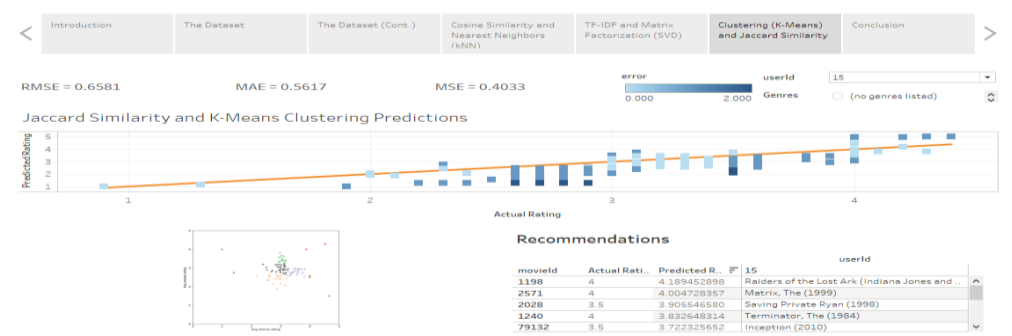 Introduction
The Dataset
The Dataset (Cont.)
Cosine Similarity and
Nearest Neighbors
(kNN)
TF-IDF and Matrix
Factorization (SVD)
Clustering (K-Means)
and Jaccard Similarity
Conclusion
RMSE = 0.6581
MAE = 0.5617
MSE = 0.4033
error
0.000 2.000
userId
15
Genres
(no genres listed)
Jaccard Similarity and K-Means Clustering Predictions
Predicted Rating
5
4
3
2
1
1 2 3 4
Actual Rating
Recommendations
userId
movieId Actual Rati.. Predicted R.. 15
1198 4 4.189452898 Raiders of the Lost Ark (Indiana Jones and ..
2571 4 4.004728357 Matrix, The (1999)
2028 3.5 3.905546580 Saving Private Ryan (1998)
1240 4 3.832648314 Terminator, The (1984)
79132 3.5 3.722325652 Inception (2010)